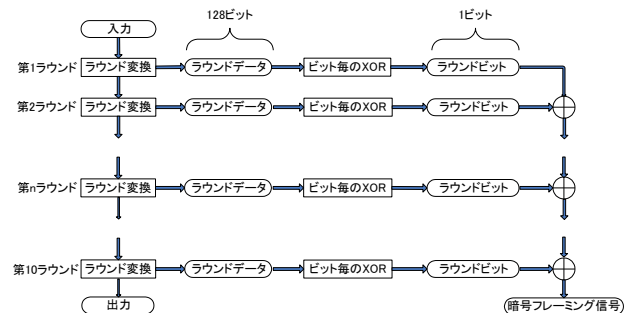 128ビット
1ビット
入力
第1ラウンド ラウンド変換 ラウンドデータ ビット毎のXOR ラウンドビット
第2ラウンド ラウンド変換 ラウンドデータ ビット毎のXOR ラウンドビット
第nラウンド ラウンド変換 ラウンドデータ ビット毎のXOR ラウンドビット
第10ラウンド ラウンド変換 ラウンドデータ ビット毎のXOR ラウンドビット
出力
暗号フレーミング信号